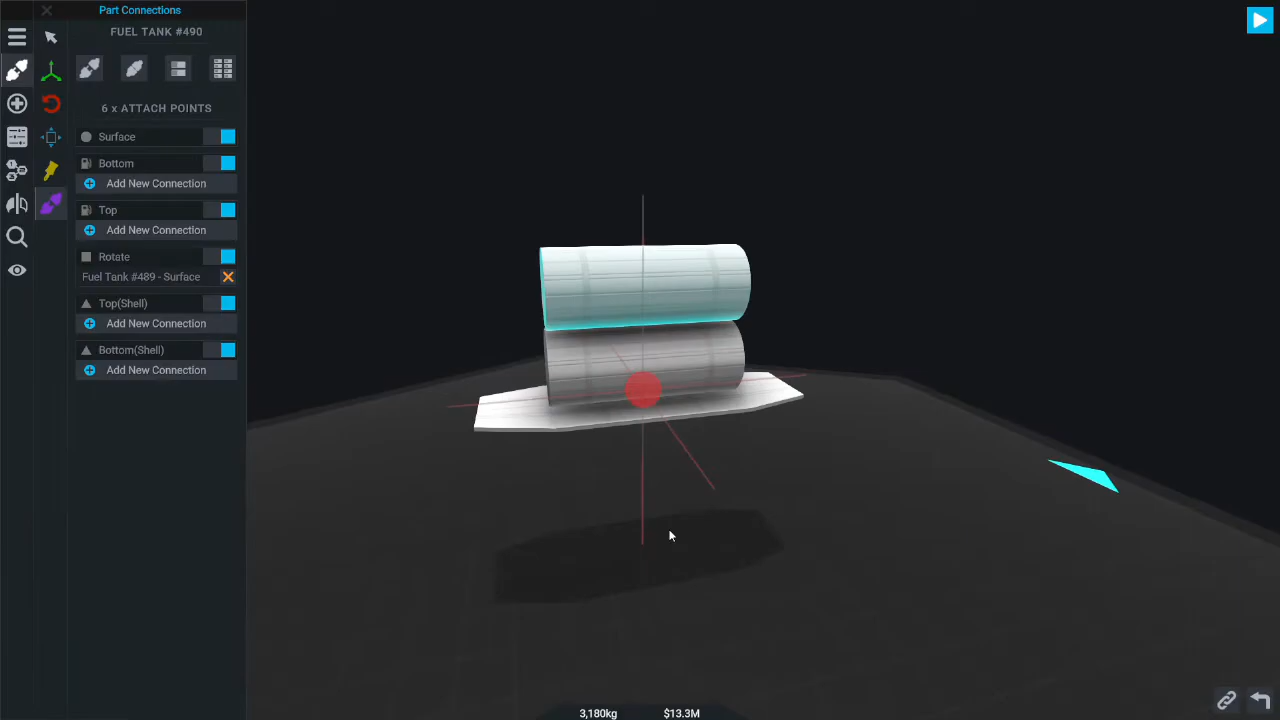 Part Connections
FUEL TANK #490
6 x ATTACH POINTS
Surface
Bottom
Add New Connection
Top
Add New Connection
Rotate
Fuel Tank #489 - Surface
Top(Shell)
Add New Connection
Bottom(Shell)
Add New Connection
3,180kg $13.3M